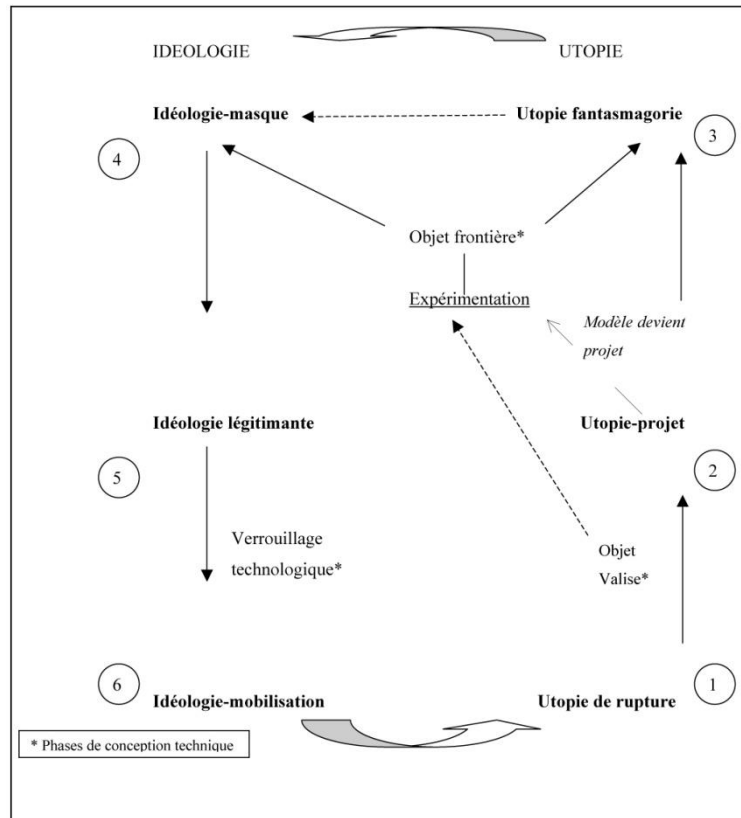 IDEOLOGIE
UTOPIE
Idéologie-masque
Utopie fantasmagorie
4
3
Objet frontière*
Expérimentation
Modèle devient
projet
Idéologie légitimante
Utopie-projet
5
2
Verrouillage
technologique*
Objet
Valise*
6
Idéologie-mobilisation
Utopie de rupture
1
* Phases de conception technique